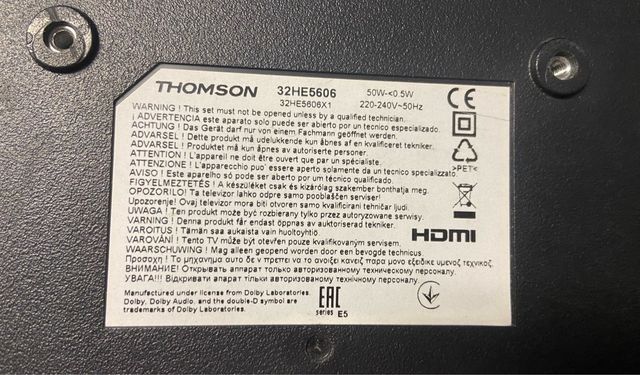 THOMSON 32HE5606 50W-<0.5W
32HE5606X1 220-240V~50Hz
WARNING ! This set must not be opened unless by a qualified technician.
¡ ADVERTENCIA este aparato solo puede ser abierto por un tecnico especializado.
ACHTUNG ! Das Gerät darf nur von einem Fachmann geöffnet werden.
ADVARSEL ! Dette produkt må udelukkende kun åbnes af en kvalificeret tekniker.
ADVARSEL ! Produktet må kun åpnes av autoriserte personer.
ATTENTION ! L'appareil ne doit être ouvert que par un spécialiste.
ATTENZIONE ! L'apparecchio puo' essere aperto solamente da un tecnico specializzato.
AVISO ! Este aparelho só pode ser aberto por um técnico qualificado.
FIGYELMEZTETÉS ! A készüléket csak és kizárólag szakember bonthatja meg.
OPOZORILO! Ta televizor lahko odpre samo pooblaščen serviser!
Upozorenje! Ovaj televizor mora biti otvoren samo kvalificirani tehničar ljudi.
UWAGA ! Ten produkt może być rozbierany tylko przez autoryzowane serwisy.
VARNING ! Denna produkt får endast öppnas av auktoriserad tekniker.
VAROITUS ! Tämän saa aukaista vain huoltoyhtiö.
VAROVÁNÍ ! Tento TV může být otevřen pouze kvalifikovaným servisem.
WAARSCHUWING ! Mag alleen geopend worden door een bevoegde technicus.
Προσοχη ! Το μηχανημα αυτο δε ν πρεπει να το ανοιξει κανεις παρα μονο εξειδικε υμενος τεχνικος.
ВНИМАНИЕ! Открывать аппарат только авторизованному техническому персоналу.
УВАГА!!! Відкривати апарат тільки авторизованому технічному персоналу.
>PET<
HDMI
Manufactured under license from Dolby Laboratories.
Dolby, Dolby Audio, and the double-D symbol are
trademarks of Dolby Laboratories.
EAC
series E5
CE